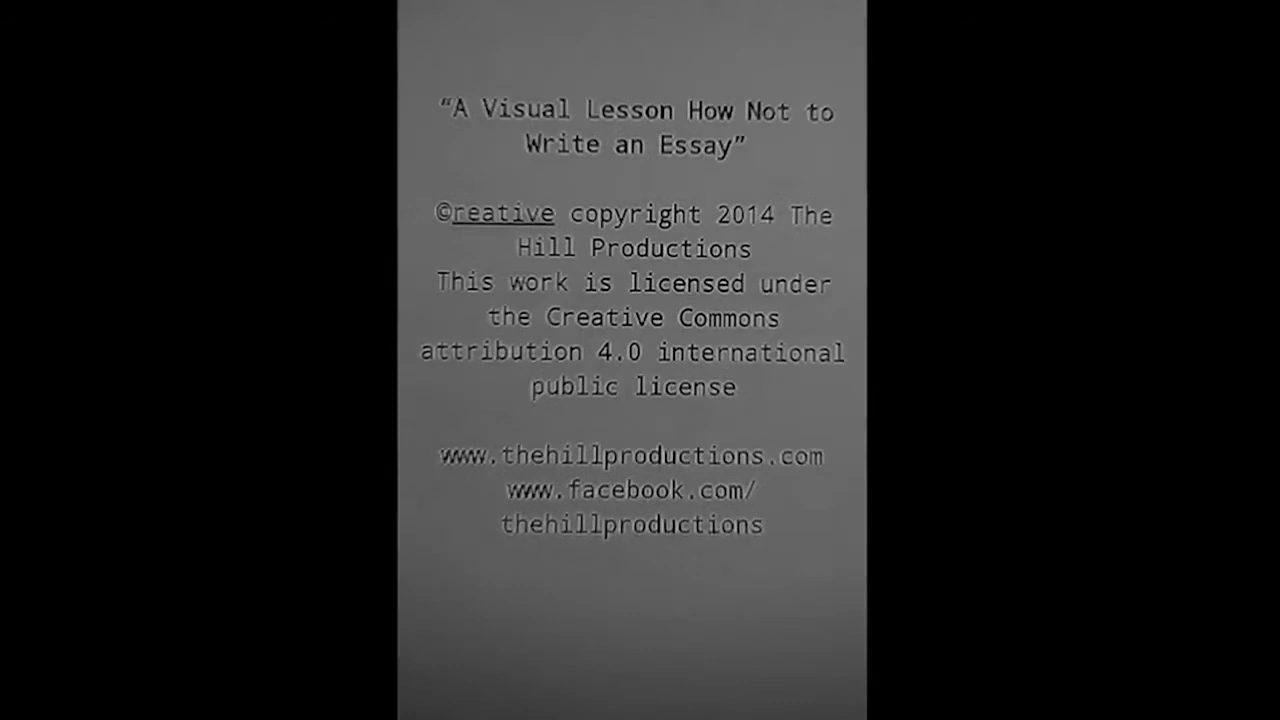 “A Visual Lesson How Not to
Write an Essay”
©reative copyright 2014 The
Hill Productions
This work is licensed under
the Creative Commons
attribution 4.0 international
public license
www.thehillproductions.com
www.facebook.com/
thehillproductions